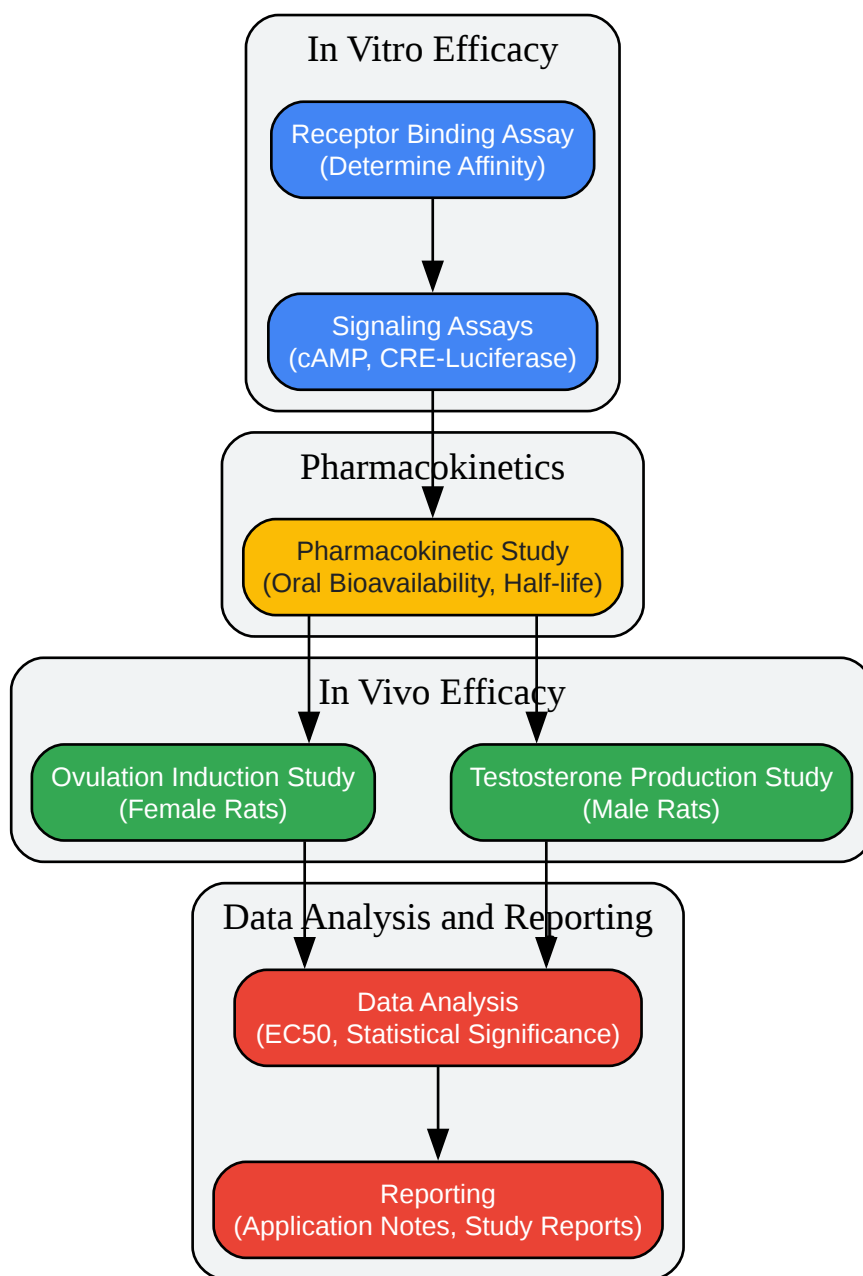 In Vitro Efficacy
Receptor Binding Assay
(Determine Affinity)
Signaling Assays
(cAMP, CRE-Luciferase)
Pharmacokinetics
Pharmacokinetic Study
(Oral Bioavailability, Half-life)
In Vivo Efficacy
Ovulation Induction Study
(Female Rats)
Testosterone Production Study
(Male Rats)
Data Analysis and Reporting
Data Analysis
(EC50, Statistical Significance)
Reporting
(Application Notes, Study Reports)